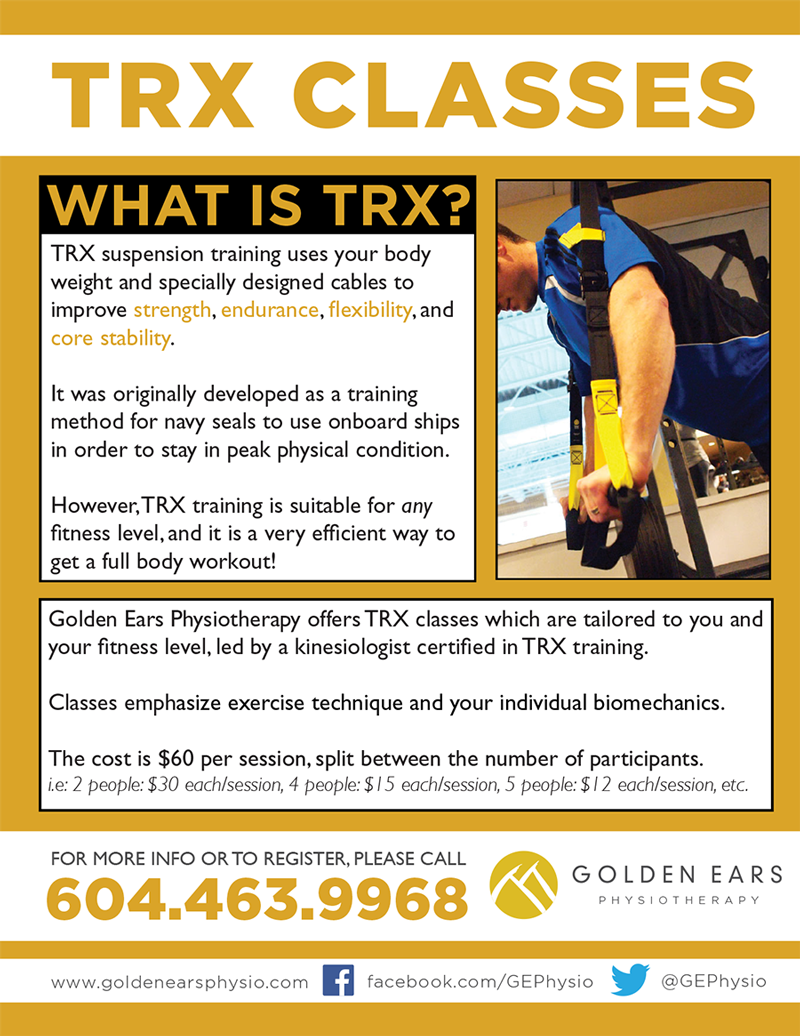 TRX CLASSES
WHAT IS TRX?
TRX suspension training uses your body
weight and specially designed cables to
improve strength, endurance, flexibility, and
core stability.
It was originally developed as a training
method for navy seals to use onboard ships
in order to stay in peak physical condition.
However, TRX training is suitable for any
fitness level, and it is a very efficient way to
get a full body workout!
Golden Ears Physiotherapy offers TRX classes which are tailored to you and
your fitness level, led by a kinesiologist certified in TRX training.
Classes emphasize exercise technique and your individual biomechanics.
The cost is $60 per session, split between the number of participants.
i.e: 2 people: $30 each/session, 4 people: $15 each/session, 5 people: $12 each/session, etc.
FOR MORE INFO OR TO REGISTER, PLEASE CALL
604.463.9968
GOLDEN EARS
PHYSIOTHERAPY
www.goldenearsphysio.com facebook.com/GEPhysio @GEPhysio